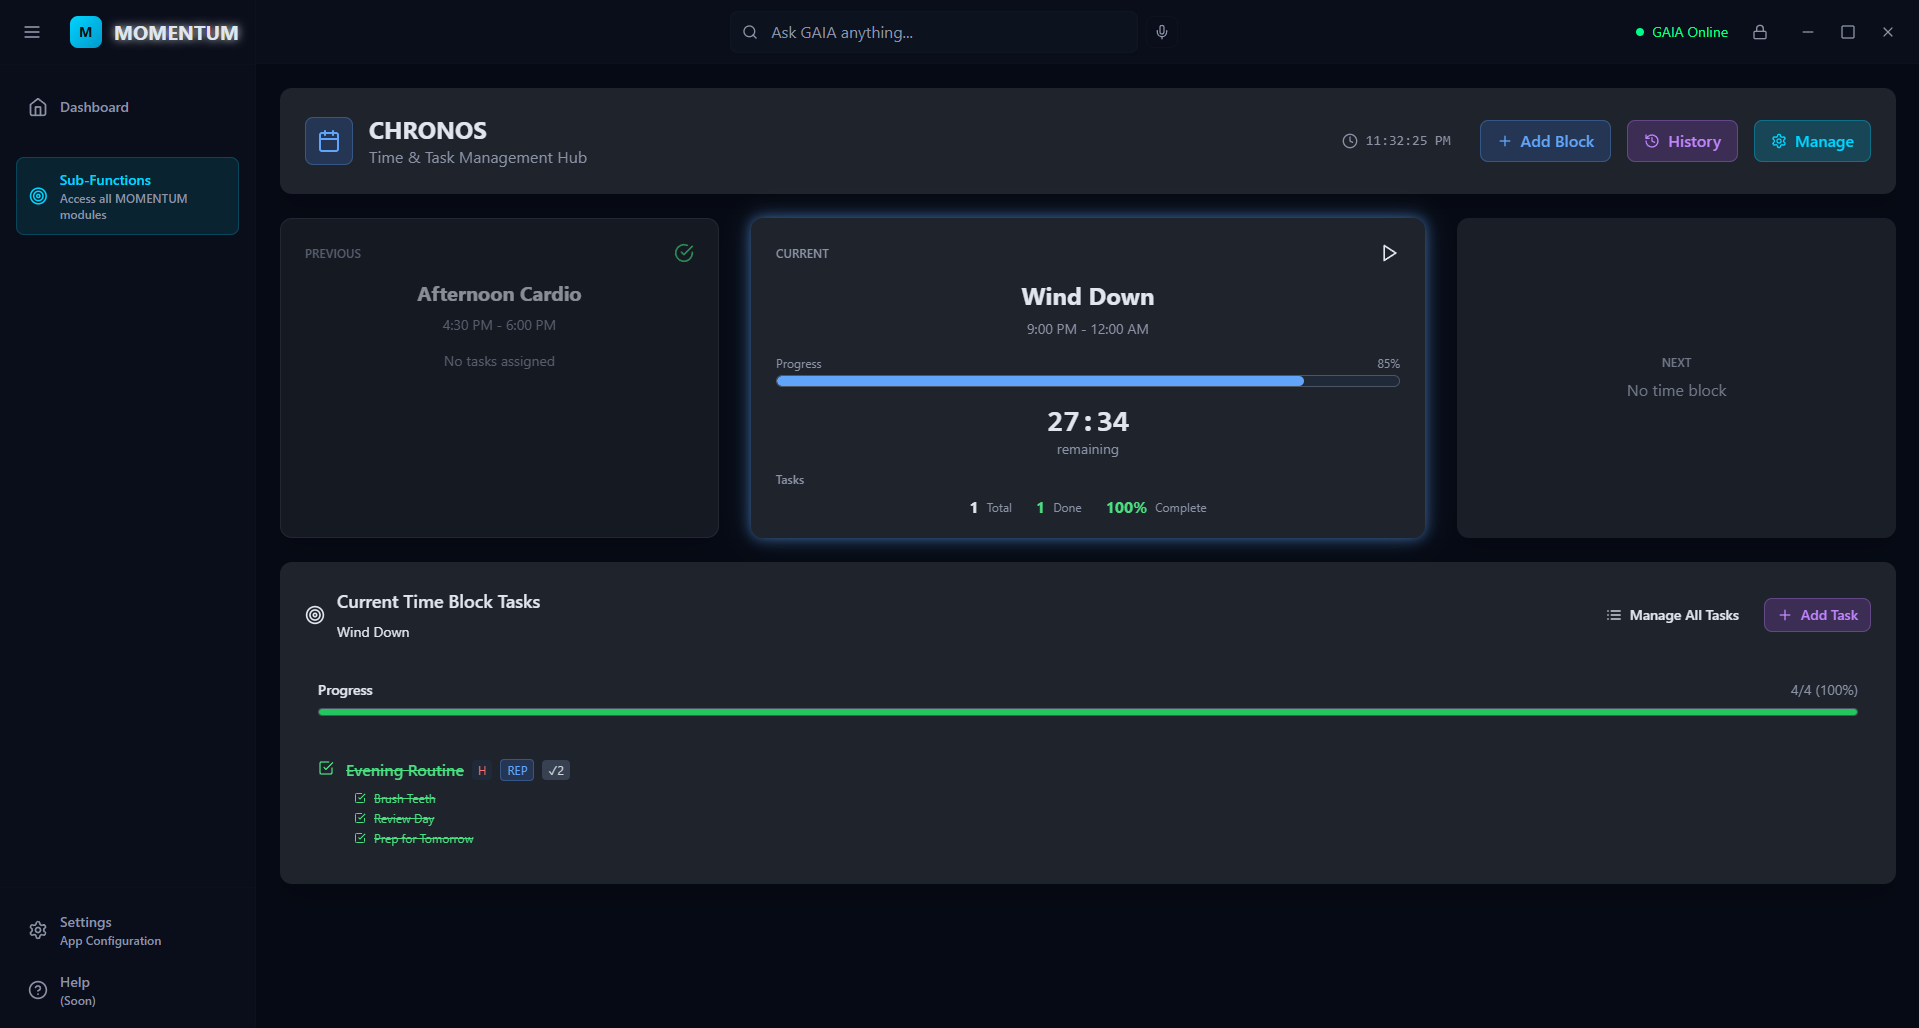 M MOMENTUM
Ask GAIA anything...
GAIA Online
Dashboard
Sub-Functions
Access all MOMENTUM
modules
CHRONOS
Time & Task Management Hub
11:32:25 PM
+ Add Block
History
Manage
PREVIOUS
Afternoon Cardio
4:30 PM - 6:00 PM
No tasks assigned
CURRENT
Wind Down
9:00 PM - 12:00 AM
Progress 85%
27:34
remaining
Tasks
1 Total 1 Done 100% Complete
NEXT
No time block
Current Time Block Tasks
Wind Down
Manage All Tasks
+ Add Task
Progress 4/4 (100%)
Evening Routine H REP ✓2
Brush Teeth
Review Day
Prep for Tomorrow
Settings
App Configuration
Help
(Soon)